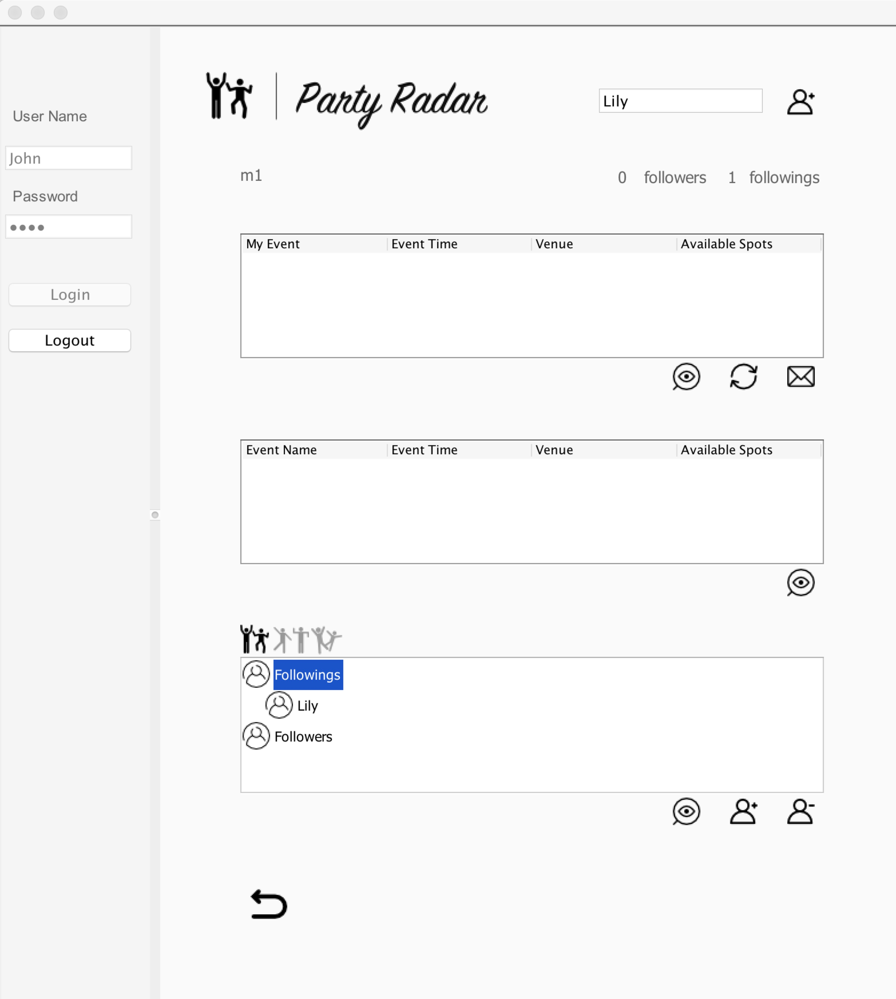 User Name
John
Password
Login
Logout
Party Radar
Lily
m1
0 followers 1 followings
My Event Event Time Venue Available Spots
Event Name Event Time Venue Available Spots
Followings
Lily
Followers